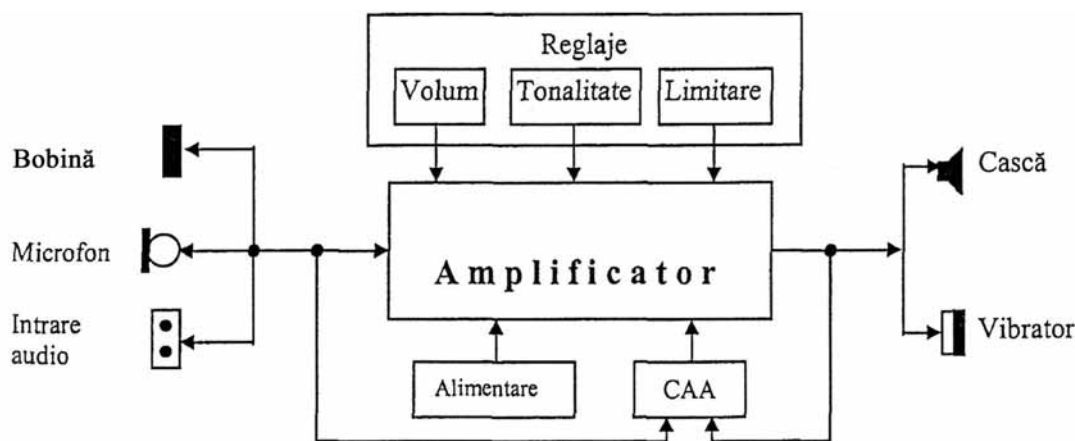 Reglaje
Volum
Tonalitate
Limitare
Bobină
Microfon
Intrare
audio
Amplificator
Cască
Vibrator
Alimentare
CAA